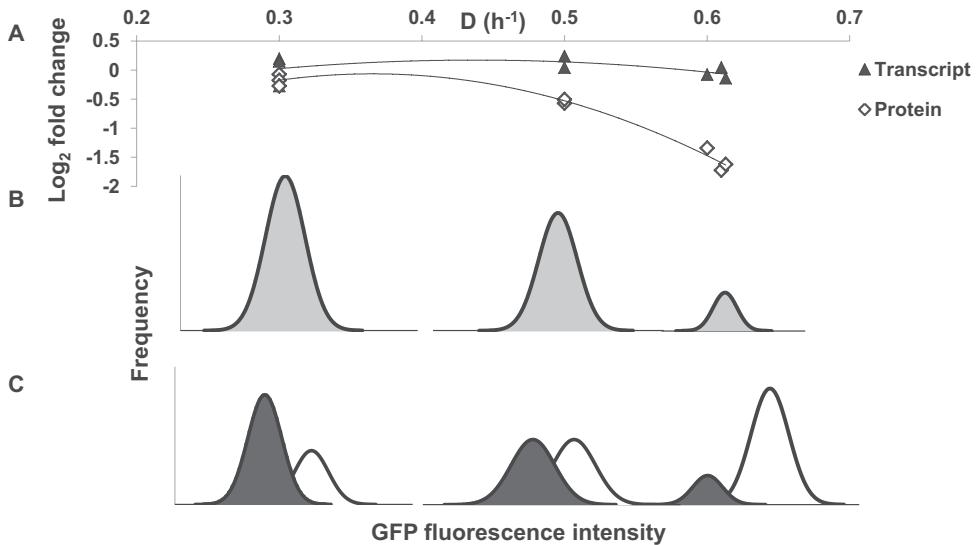 A
D (h⁻¹)
0.2 0.3 0.4 0.5 0.6 0.7
Log₂ fold change
0.5
0
-0.5
-1
-1.5
-2
Transcript
Protein
B
Frequency
C
GFP fluorescence intensity